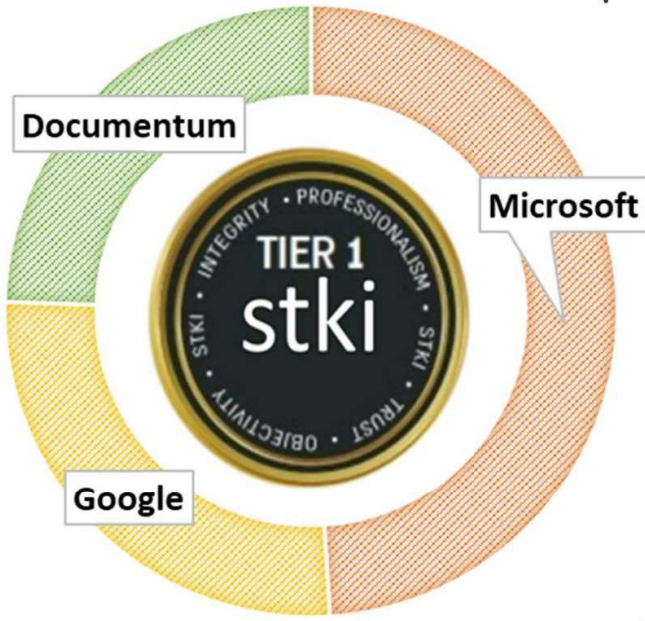 Documentum
Microsoft
INTEGRITY • PROFESSIONALISM • STKI • TRUST • OBJECTIVITY • STKI •
TIER 1
stki
Google